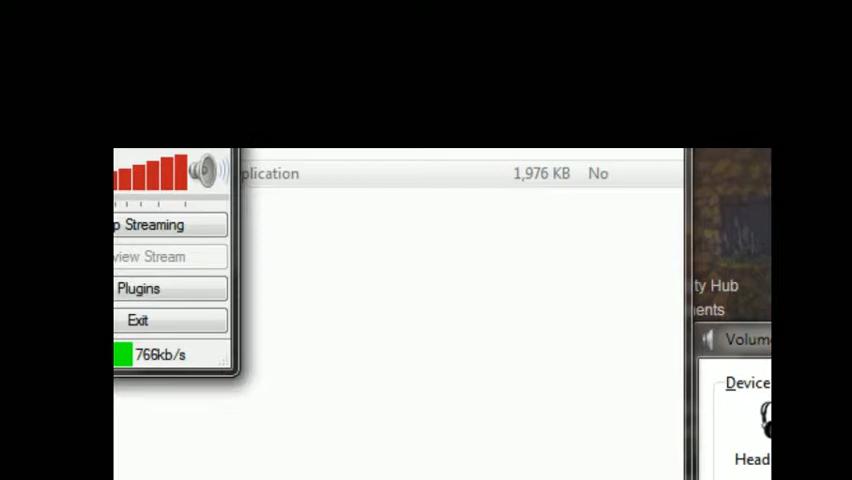 plication 1,976 KB No
p Streaming
view Stream
Plugins
Exit
766kb/s
ty Hub
ents
Volum
Device
Head